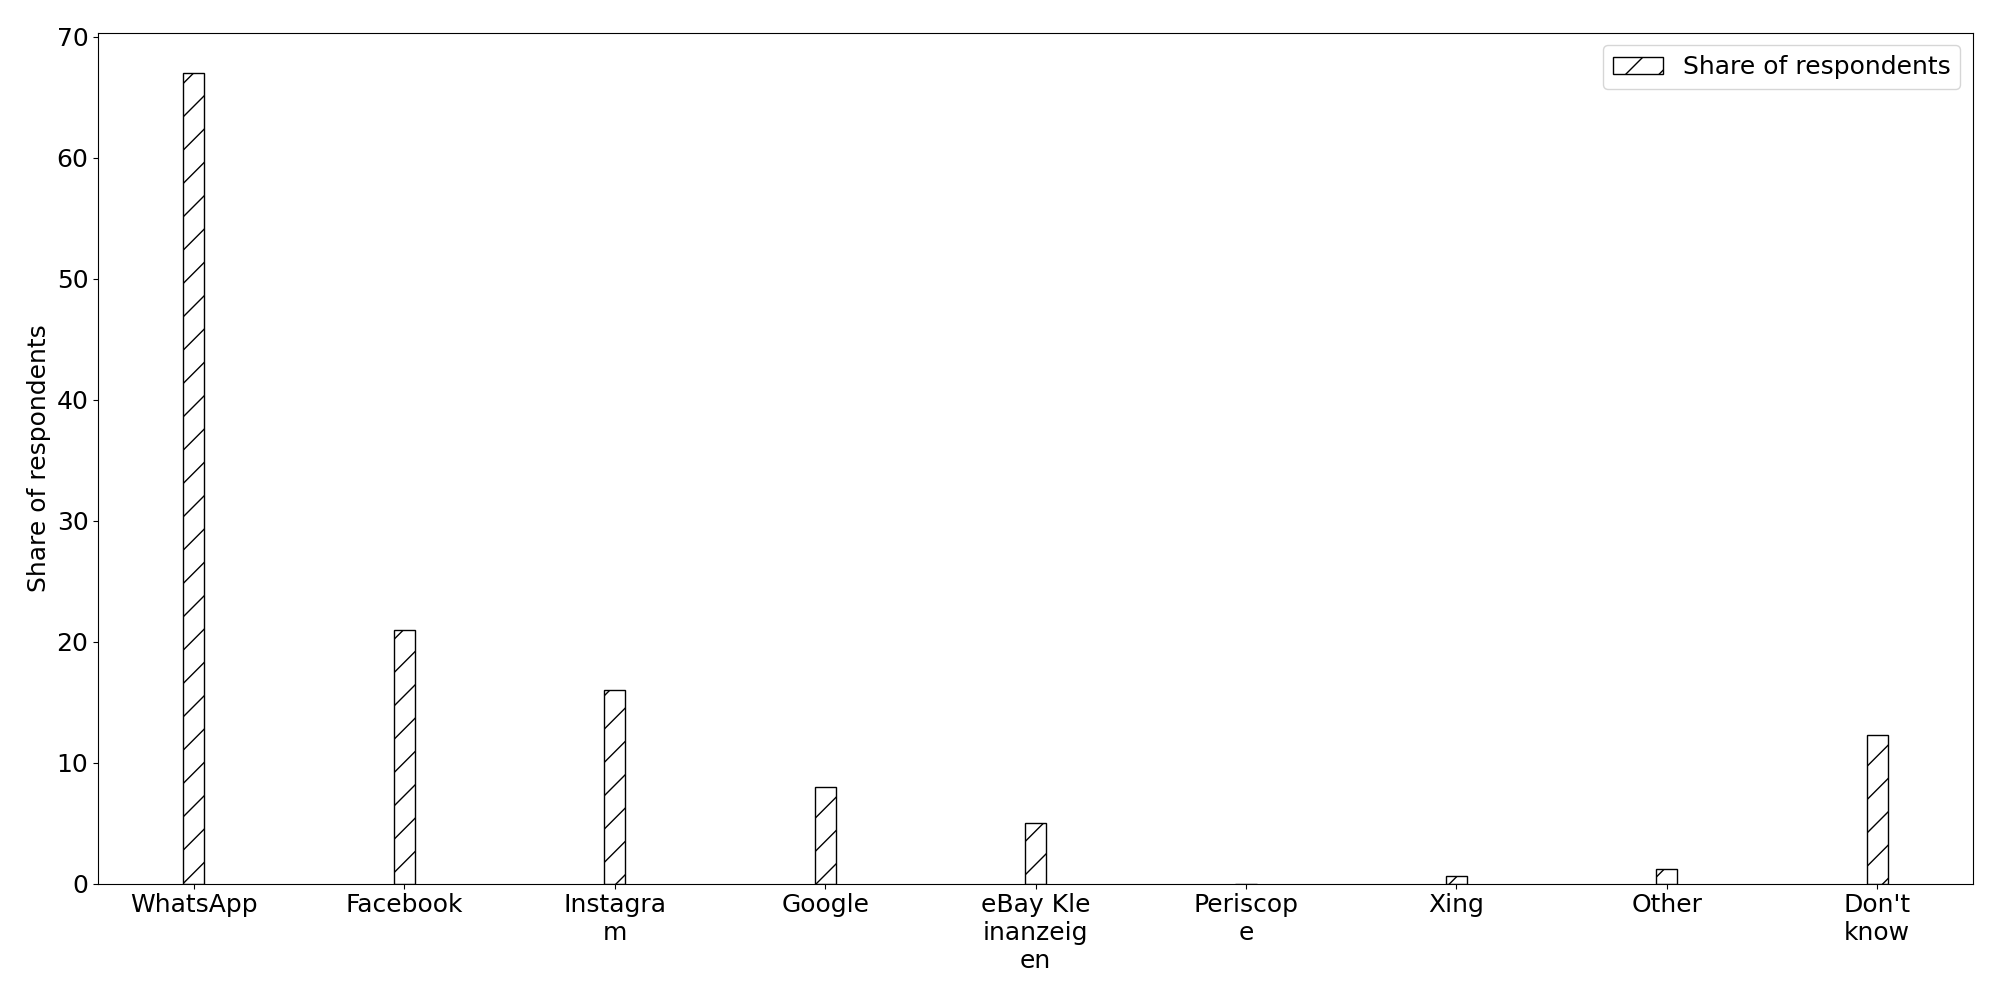 70
60
50
40
30
20
10
0
Share of respondents
Share of respondents
WhatsApp
Facebook
Instagra
m
Google
eBay Kle
inanzeig
en
Periscop
e
Xing
Other
Don't
know